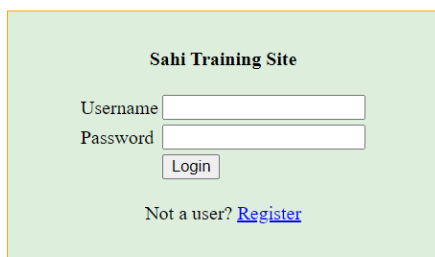 Sahi Training Site
Username
Password
Login
Not a user? Register